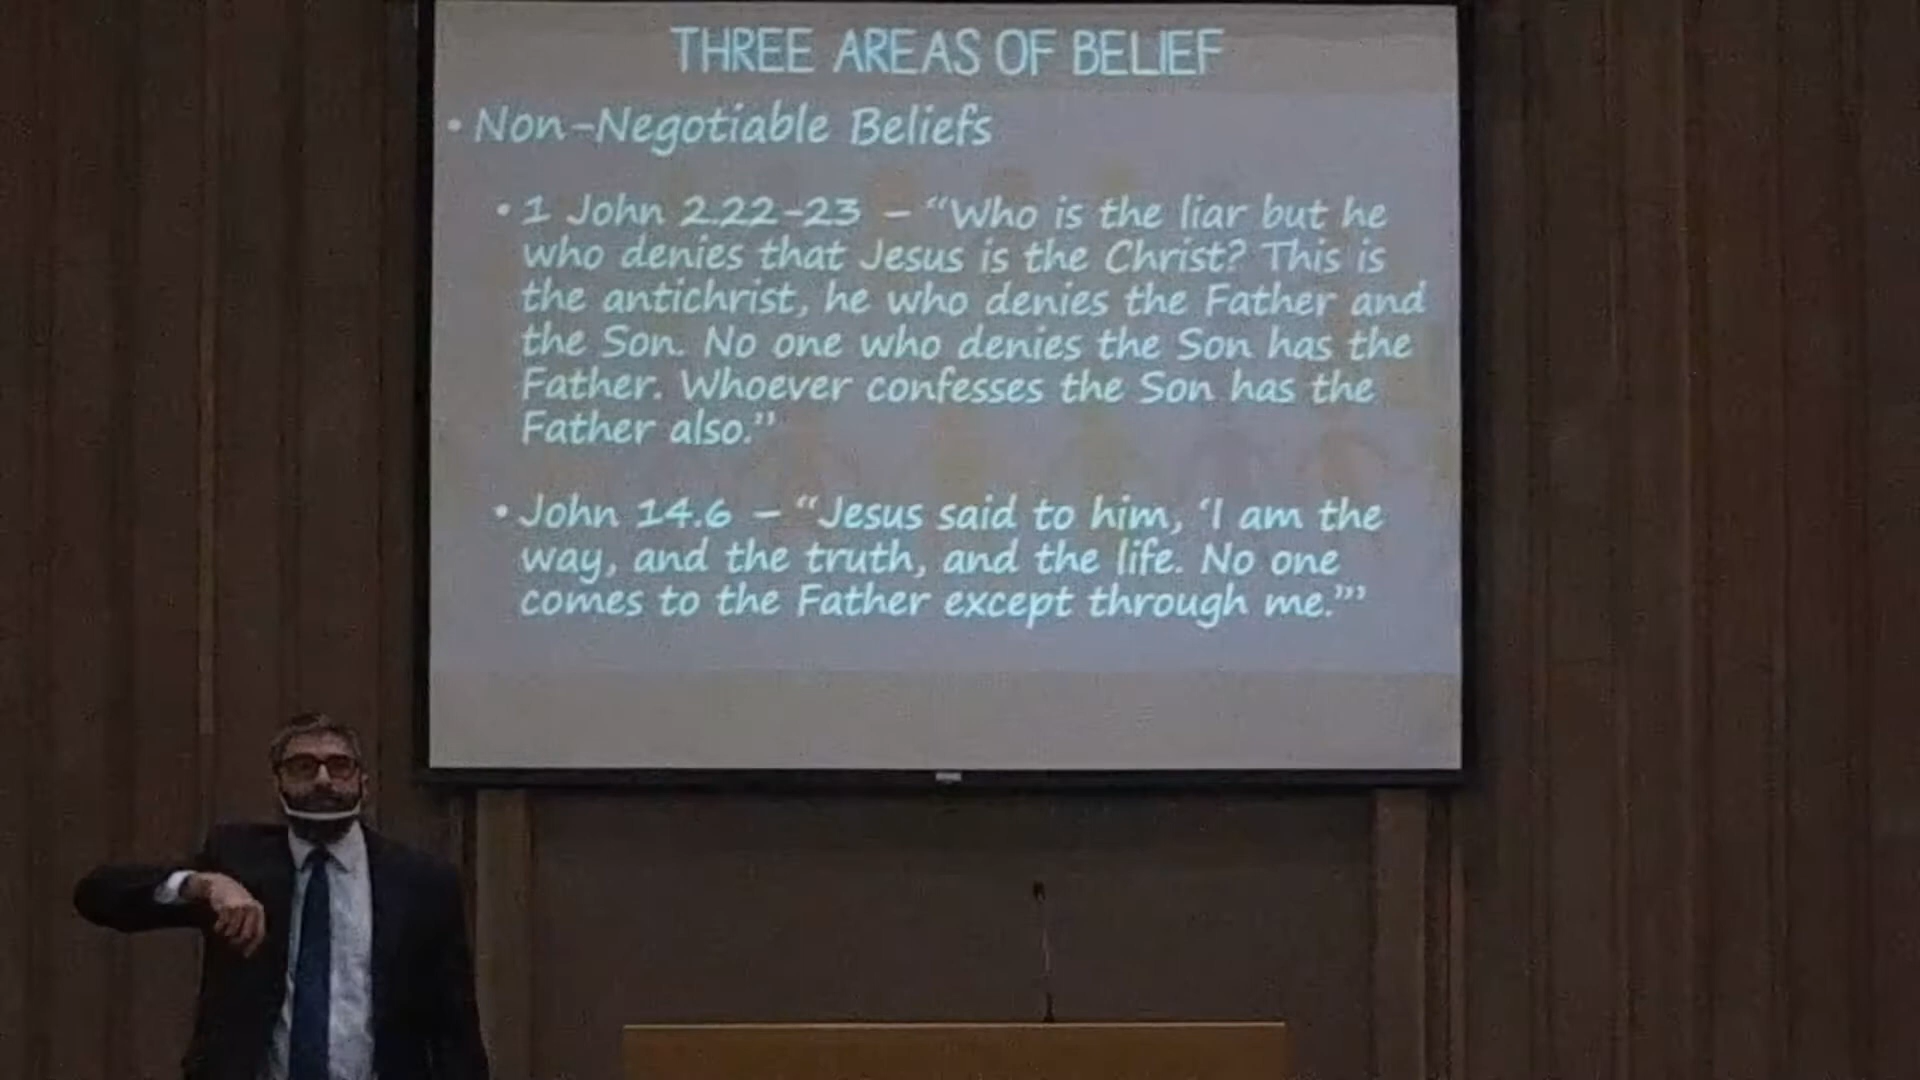 THREE AREAS OF BELIEF
• Non-Negotiable Beliefs
• 1 John 2.22-23 – “Who is the liar but he
who denies that Jesus is the Christ? This is
the antichrist, he who denies the Father and
the Son. No one who denies the Son has the
Father. Whoever confesses the Son has the
Father also.”
• John 14.6 – “Jesus said to him, ‘I am the
way, and the truth, and the life. No one
comes to the Father except through me.”’